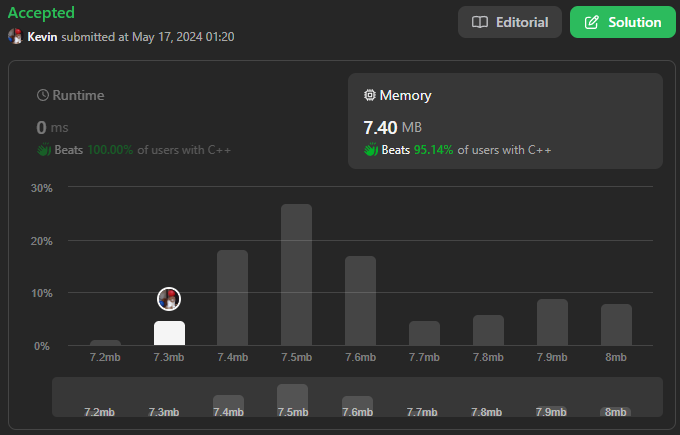 Accepted
Editorial
Solution
Kevin submitted at May 17, 2024 01:20
Runtime
Memory
0 ms
7.40 MB
Beats 100.00% of users with C++
Beats 95.14% of users with C++
30%
20%
10%
0%
7.2mb 7.3mb 7.4mb 7.5mb 7.6mb 7.7mb 7.8mb 7.9mb 8mb
7.2mb 7.3mb 7.4mb 7.5mb 7.6mb 7.7mb 7.8mb 7.9mb 8mb